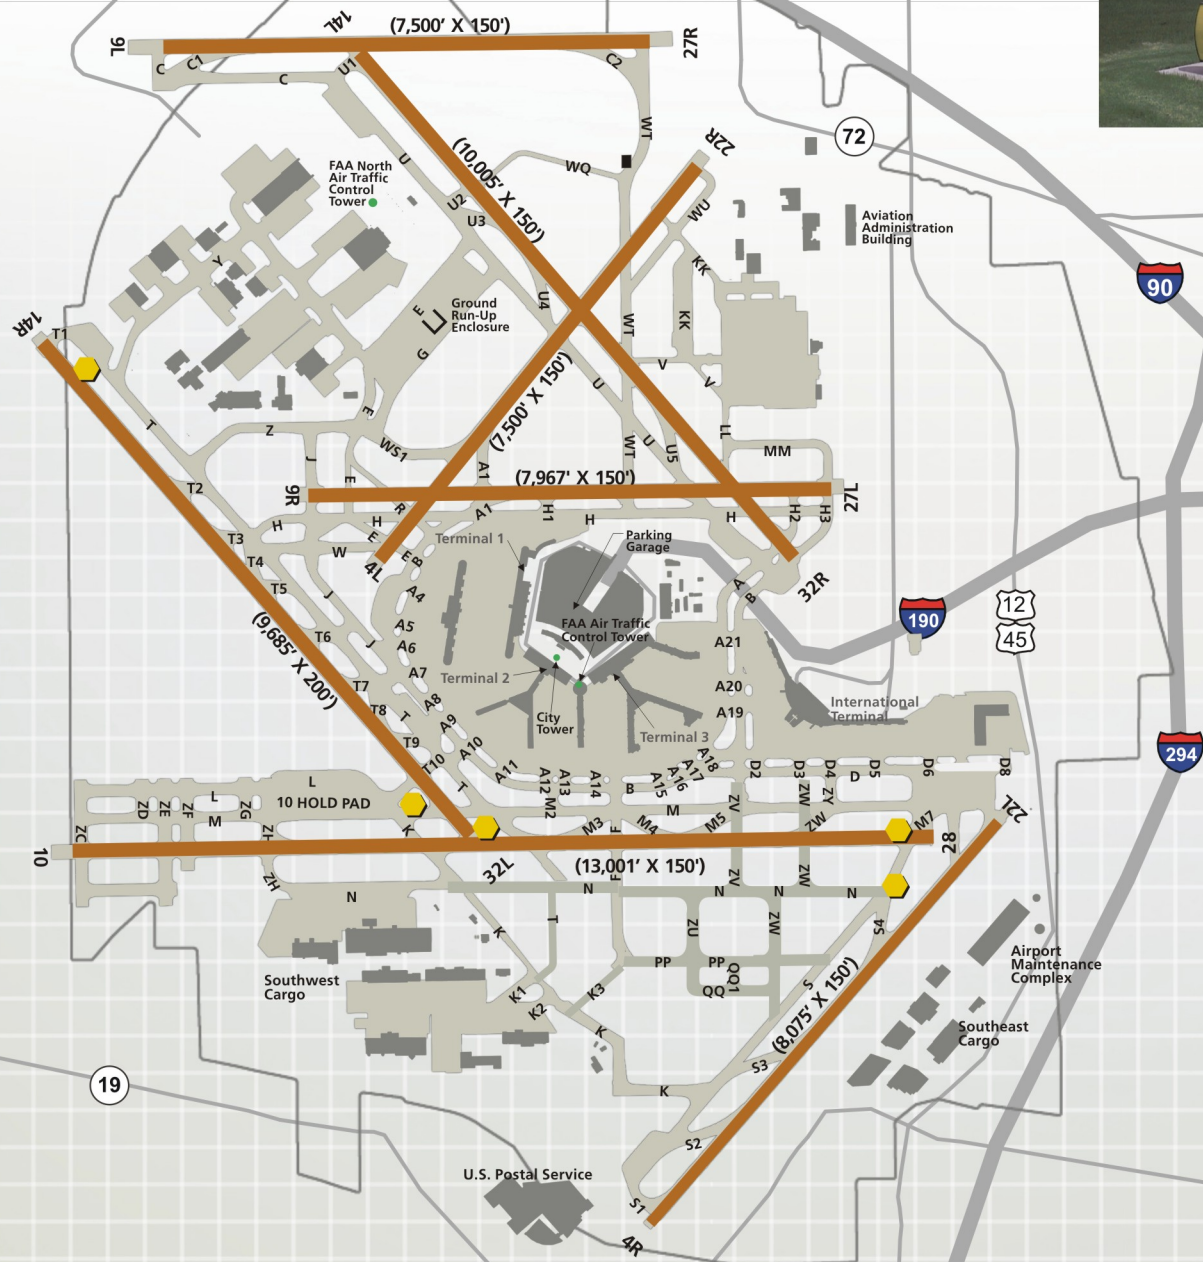 14L
(7,500' X 150')
9L
27R
C
C1
C
U1
C2
WT
72
22R
U
(10,005' X 150')
WQ
FAA North
Air Traffic
Control
Tower
U2
U3
WU
Aviation
Administration
Building
Y
KK
90
E
Ground
Run-Up
Enclosure
U4
KK
WT
G
14R
T1
V
V
U
(7,500' X 150')
T
E
Z
WS1
LL
MM
J
E
A1
WT
U
U5
(7,967' X 150')
T2
9R
27L
R
A1
H1
H
H
H2
H3
H
H
T3
W
E
E
B
Terminal 1
Parking
Garage
T4
4L
T5
J
A4
A
B
32R
FAA Air Traffic
Control Tower
190
12
45
(9,685' X 200')
T6
J
A5
A6
A7
A21
Terminal 2
T7
A8
A20
International
Terminal
T8
T
A9
City
Tower
Terminal 3
A19
T9
A10
A18
294
T10
A11
A12
A13
A14
B
A15
A16
A17
D2
D3
D4
D
D5
D6
D8
L
T
L
10 HOLD PAD
M2
M
ZV
ZW
ZY
22L
ZC
ZD
ZE
ZF
M
ZG
ZH
K
M3
F
M4
M5
ZW
M7
10
28
32L
(13,001' X 150')
ZH
F
ZV
ZW
N
N
N
N
N
K
T
ZU
ZW
S4
Southwest
Cargo
PP
PP
QQ1
QQ
Airport
Maintenance
Complex
K1
K2
K3
S
(8,075' X 150')
K
Southeast
Cargo
S3
K
19
S2
U.S. Postal Service
S1
4R